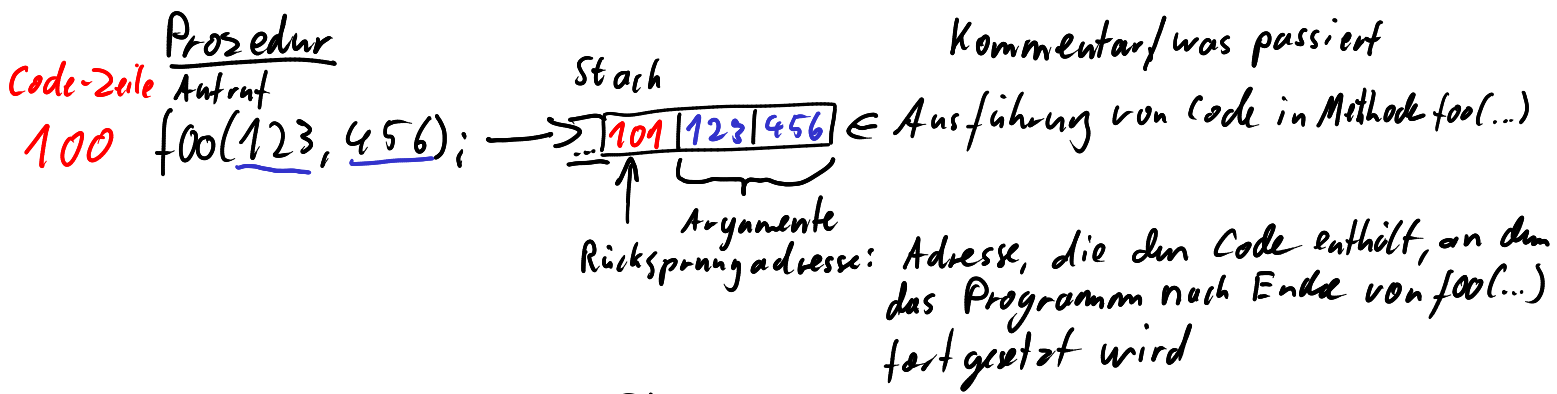 Prozedur
Kommentar/was passiert
Code-Zeile Aufruf
Stack
100 foo(123, 456); → ... 101 | 123 | 456 ∈ Ausführung von Code in Methode foo(...)
Argumente
Rücksprungadresse: Adresse, die den Code enthält, an dem
das Programm nach Ende von foo(...)
fortgesetzt wird